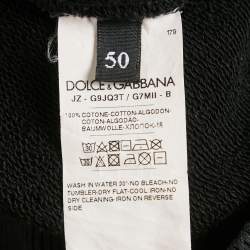 50
179
DOLCE&GABBANA
JZ - G9JQ3T / G7MII - B
100% COTONE-COTTON-ALGODON-
COTON-ALGODAO-
BAUMWOLLE-ХЛОПОК-棉
WASH IN WATER 30°-NO BLEACH-NO
TUMBLER-DRY FLAT-COOL IRON-NO
DRY CLEANING-IRON ON REVERSE
SIDE